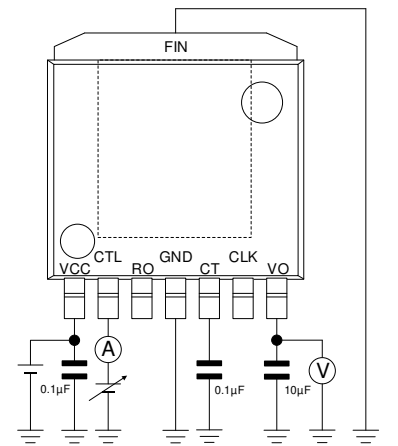 FIN
CTL GND CLK
VCC RO CT VO
A
V
0.1µF 0.1µF 10µF